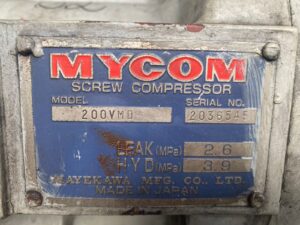 MYCOM
SCREW COMPRESSOR
MODEL SERIAL NO.
200VMD 2036545
LEAK (MPa) 2.6
HYD (MPa) 3.9
MAYEKAWA MFG. CO., LTD.
MADE IN JAPAN